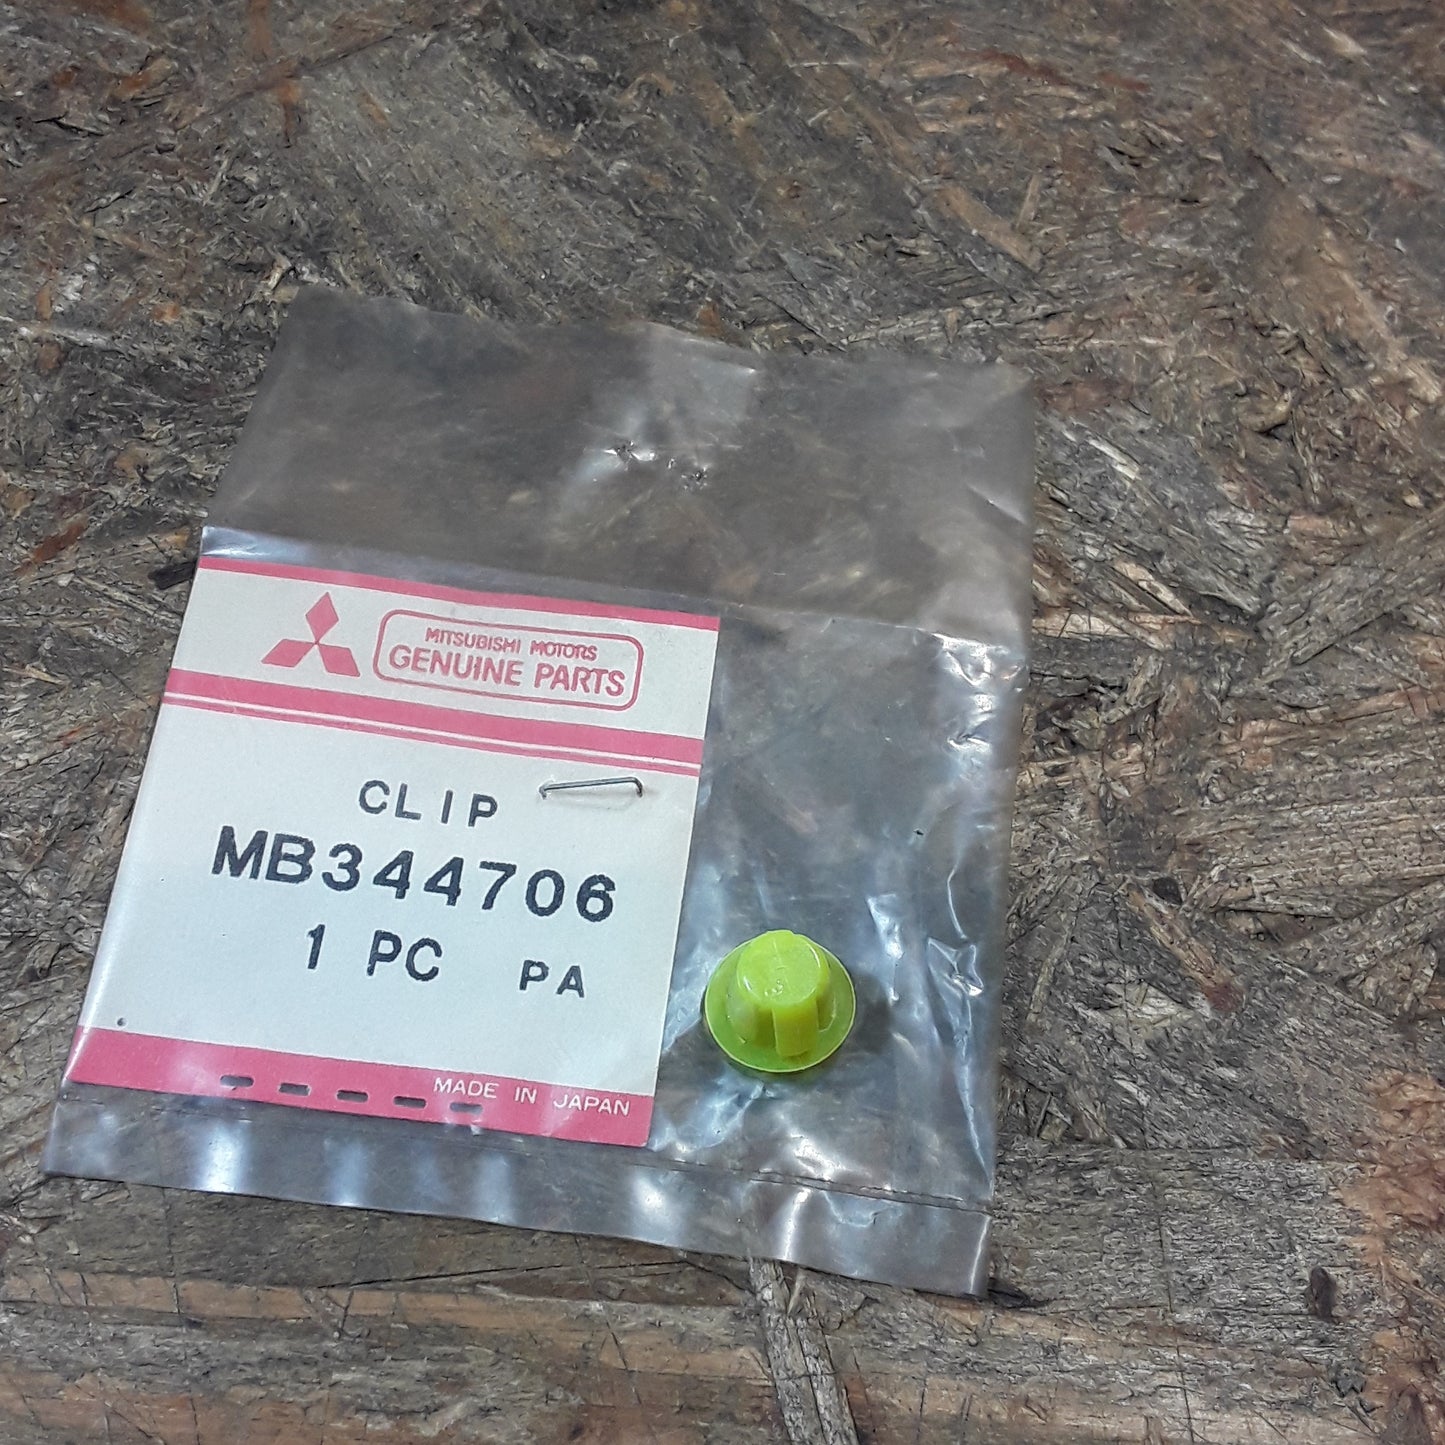 MITSUBISHI MOTORS
GENUINE PARTS
CLIP
MB344706
1 PC PA
MADE IN JAPAN